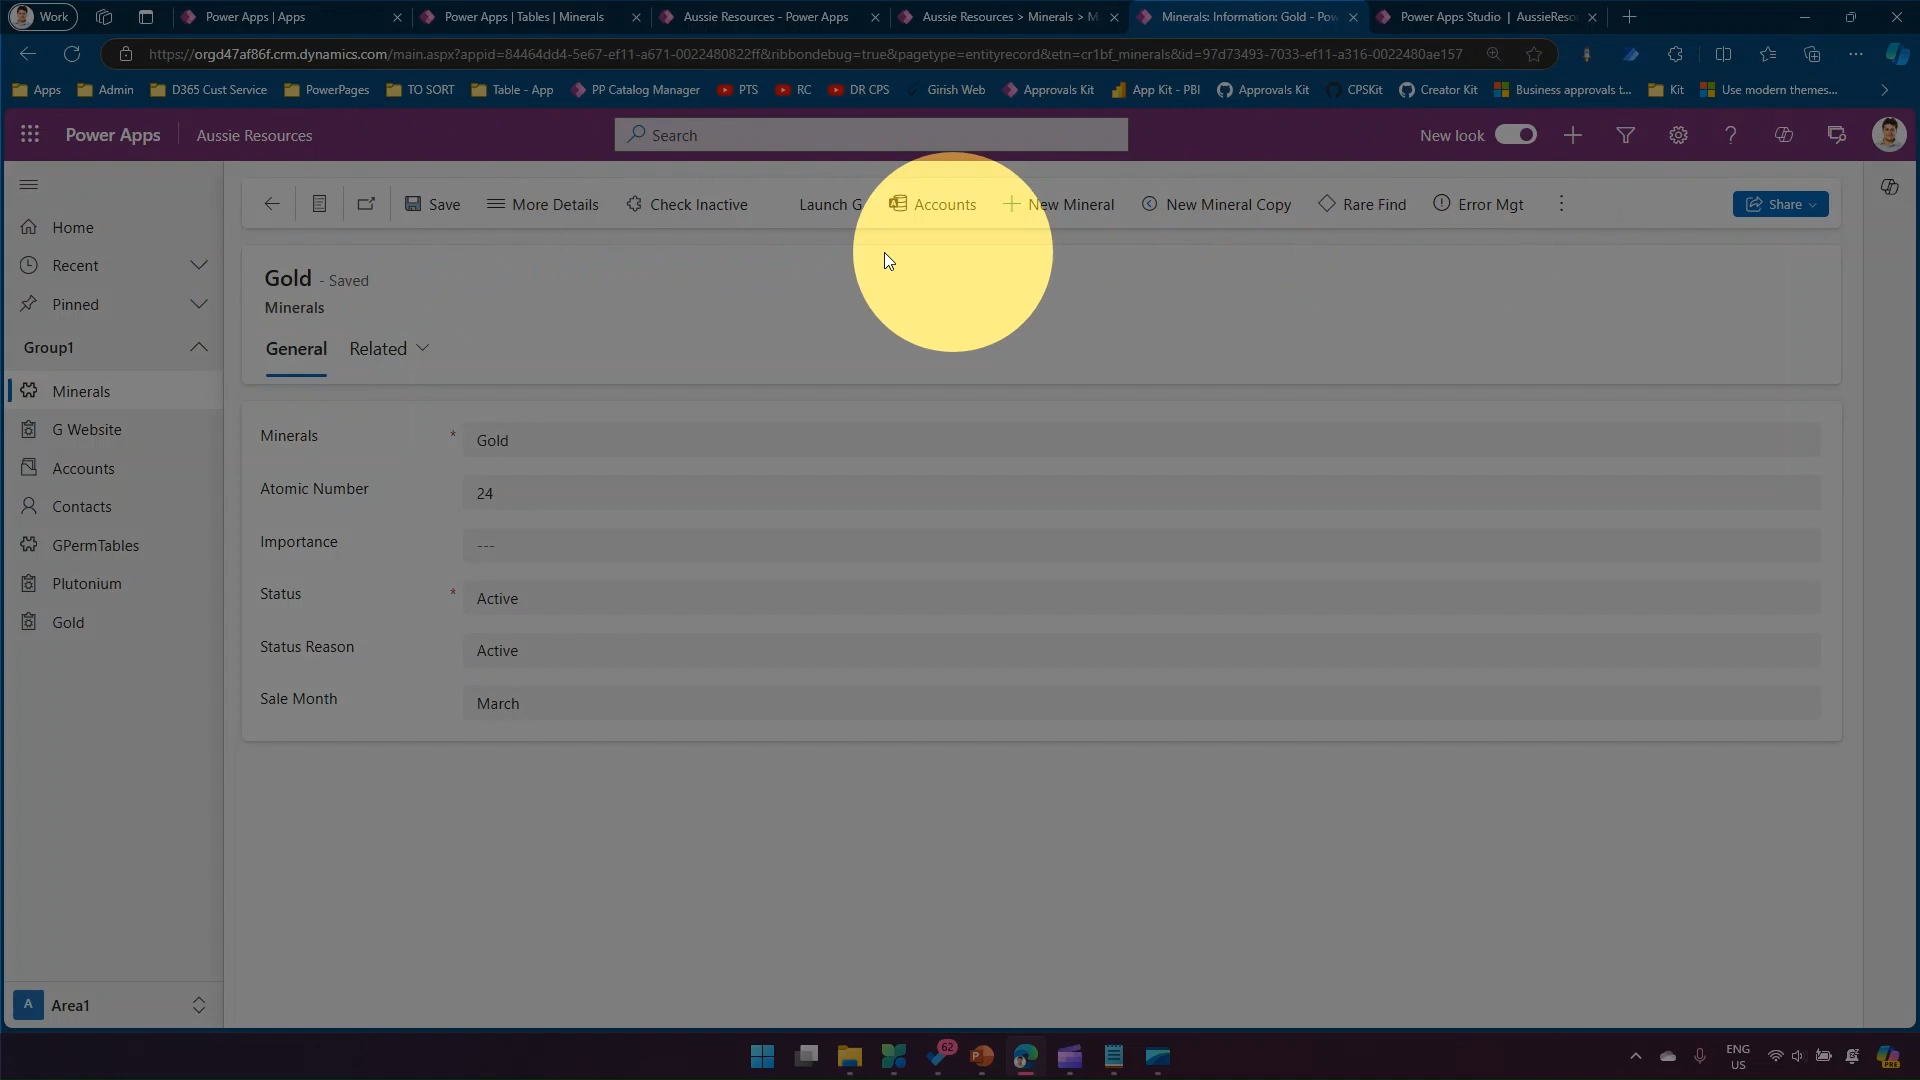 Work
Power Apps | Apps
Power Apps | Tables | Minerals
Aussie Resources - Power Apps
Aussie Resources > Minerals > M
Minerals: Information: Gold - Pow
Power Apps Studio | AussieReso
https://orgd47af86f.crm.dynamics.com/main.aspx?appid=84464dd4-5e67-ef11-a671-0022480822ff&ribbondebug=true&pagetype=entityrecord&etn=cr1bf_minerals&id=97d73493-7033-ef11-a316-0022480ae157
Apps
Admin
D365 Cust Service
PowerPages
TO SORT
Table - App
PP Catalog Manager
PTS
RC
DR CPS
Girish Web
Approvals Kit
App Kit - PBI
Approvals Kit
CPSKit
Creator Kit
Business approvals t...
Kit
Use modern themes...
Power Apps
Aussie Resources
Search
New look
Save
More Details
Check Inactive
Launch G
Accounts
New Mineral
New Mineral Copy
Rare Find
Error Mgt
Share
Home
Recent
Pinned
Group1
Minerals
G Website
Accounts
Contacts
GPermTables
Plutonium
Gold
A
Area1
Gold - Saved
Minerals
General
Related
Minerals * Gold
Atomic Number 24
Importance ---
Status * Active
Status Reason Active
Sale Month March
62
ENG
US
PRE